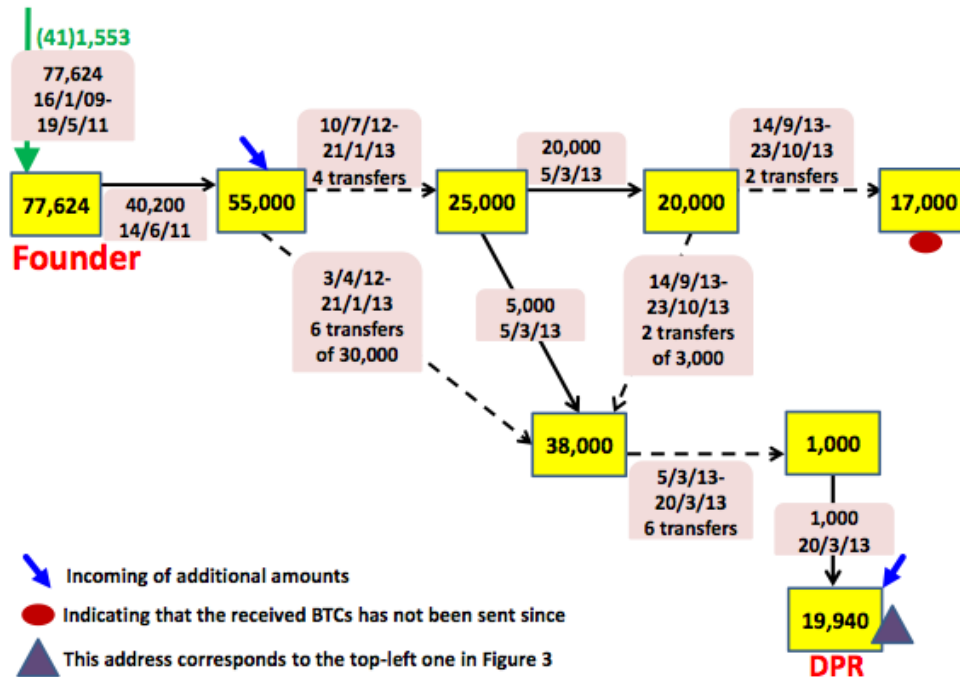 (41)1,553
77,624
16/1/09-
19/5/11
77,624
Founder
40,200
14/6/11
55,000
10/7/12-
21/1/13
4 transfers
25,000
20,000
5/3/13
20,000
14/9/13-
23/10/13
2 transfers
17,000
3/4/12-
21/1/13
6 transfers
of 30,000
5,000
5/3/13
14/9/13-
23/10/13
2 transfers
of 3,000
38,000
5/3/13-
20/3/13
6 transfers
1,000
1,000
20/3/13
19,940
DPR
Incoming of additional amounts
Indicating that the received BTCs has not been sent since
This address corresponds to the top-left one in Figure 3